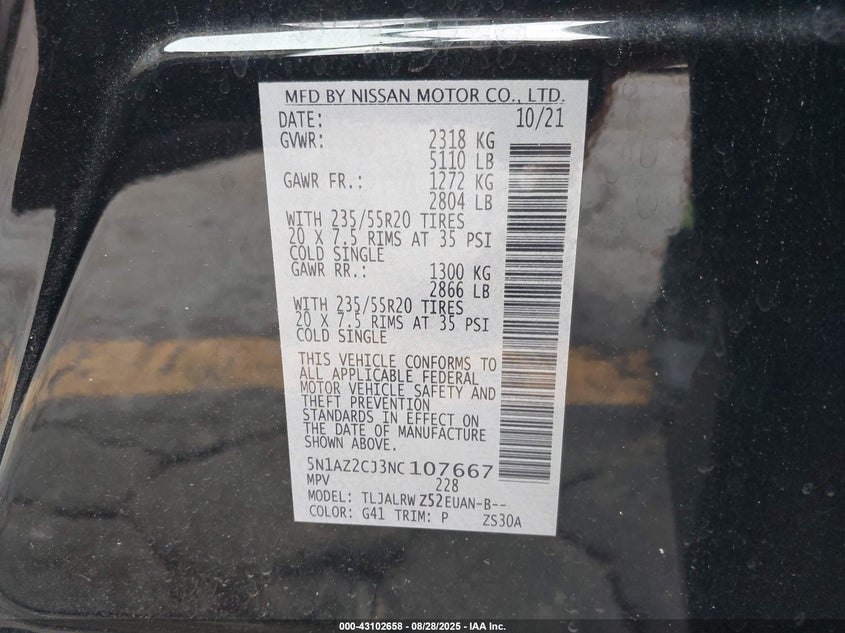 MFD BY NISSAN MOTOR CO., LTD.
DATE: 10/21
GVWR: 2318 KG
5110 LB
GAWR FR.: 1272 KG
2804 LB
WITH 235/55R20 TIRES
20 X 7.5 RIMS AT 35 PSI
COLD SINGLE
GAWR RR.: 1300 KG
2866 LB
WITH 235/55R20 TIRES
20 X 7.5 RIMS AT 35 PSI
COLD SINGLE
THIS VEHICLE CONFORMS TO
ALL APPLICABLE FEDERAL
MOTOR VEHICLE SAFETY AND
THEFT PREVENTION
STANDARDS IN EFFECT ON
THE DATE OF MANUFACTURE
SHOWN ABOVE.
5N1AZ2CJ3NC107667
MPV 228
MODEL: TLJALRW Z52EUAN-B--
COLOR: G41 TRIM: P ZS30A
000-43102658 - 08/28/2025 - IAA Inc.